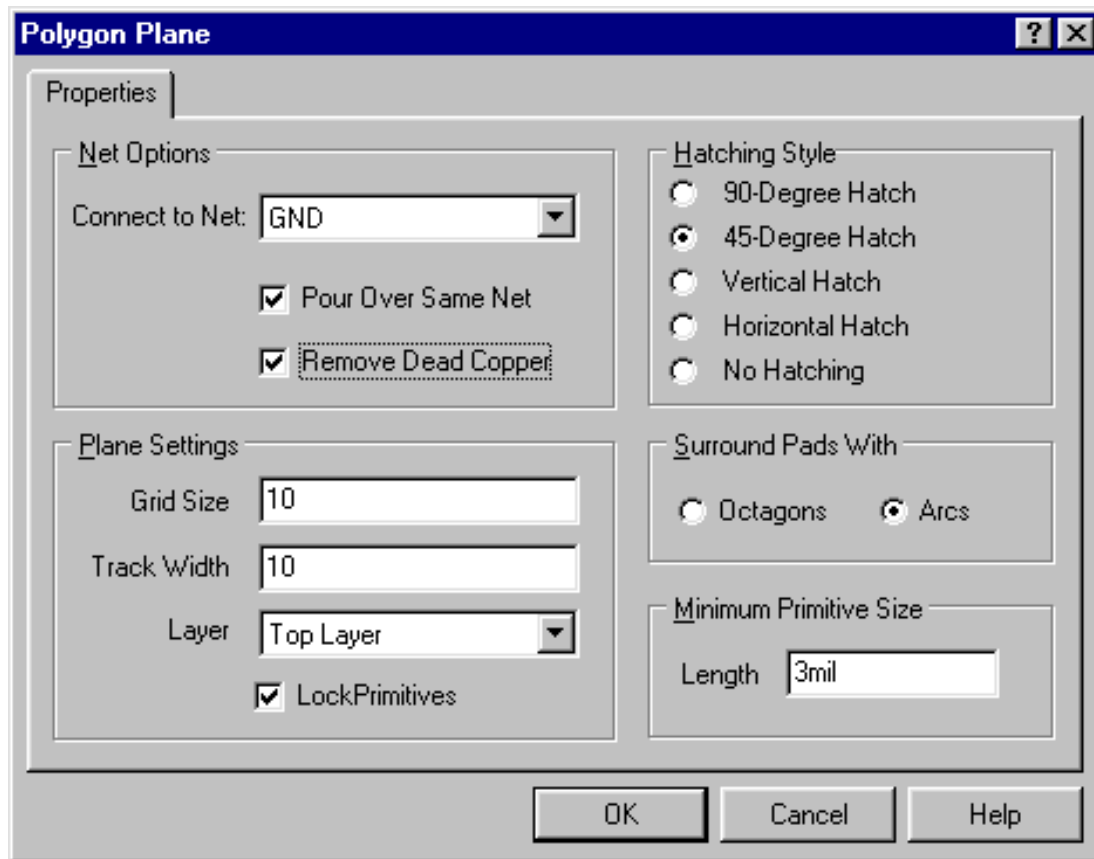 Polygon Plane
Properties
Net Options
Connect to Net: GND
Pour Over Same Net
Remove Dead Copper
Hatching Style
90-Degree Hatch
45-Degree Hatch
Vertical Hatch
Horizontal Hatch
No Hatching
Plane Settings
Grid Size 10
Track Width 10
Layer Top Layer
LockPrimitives
Surround Pads With
Octagons Arcs
Minimum Primitive Size
Length 3mil
OK Cancel Help